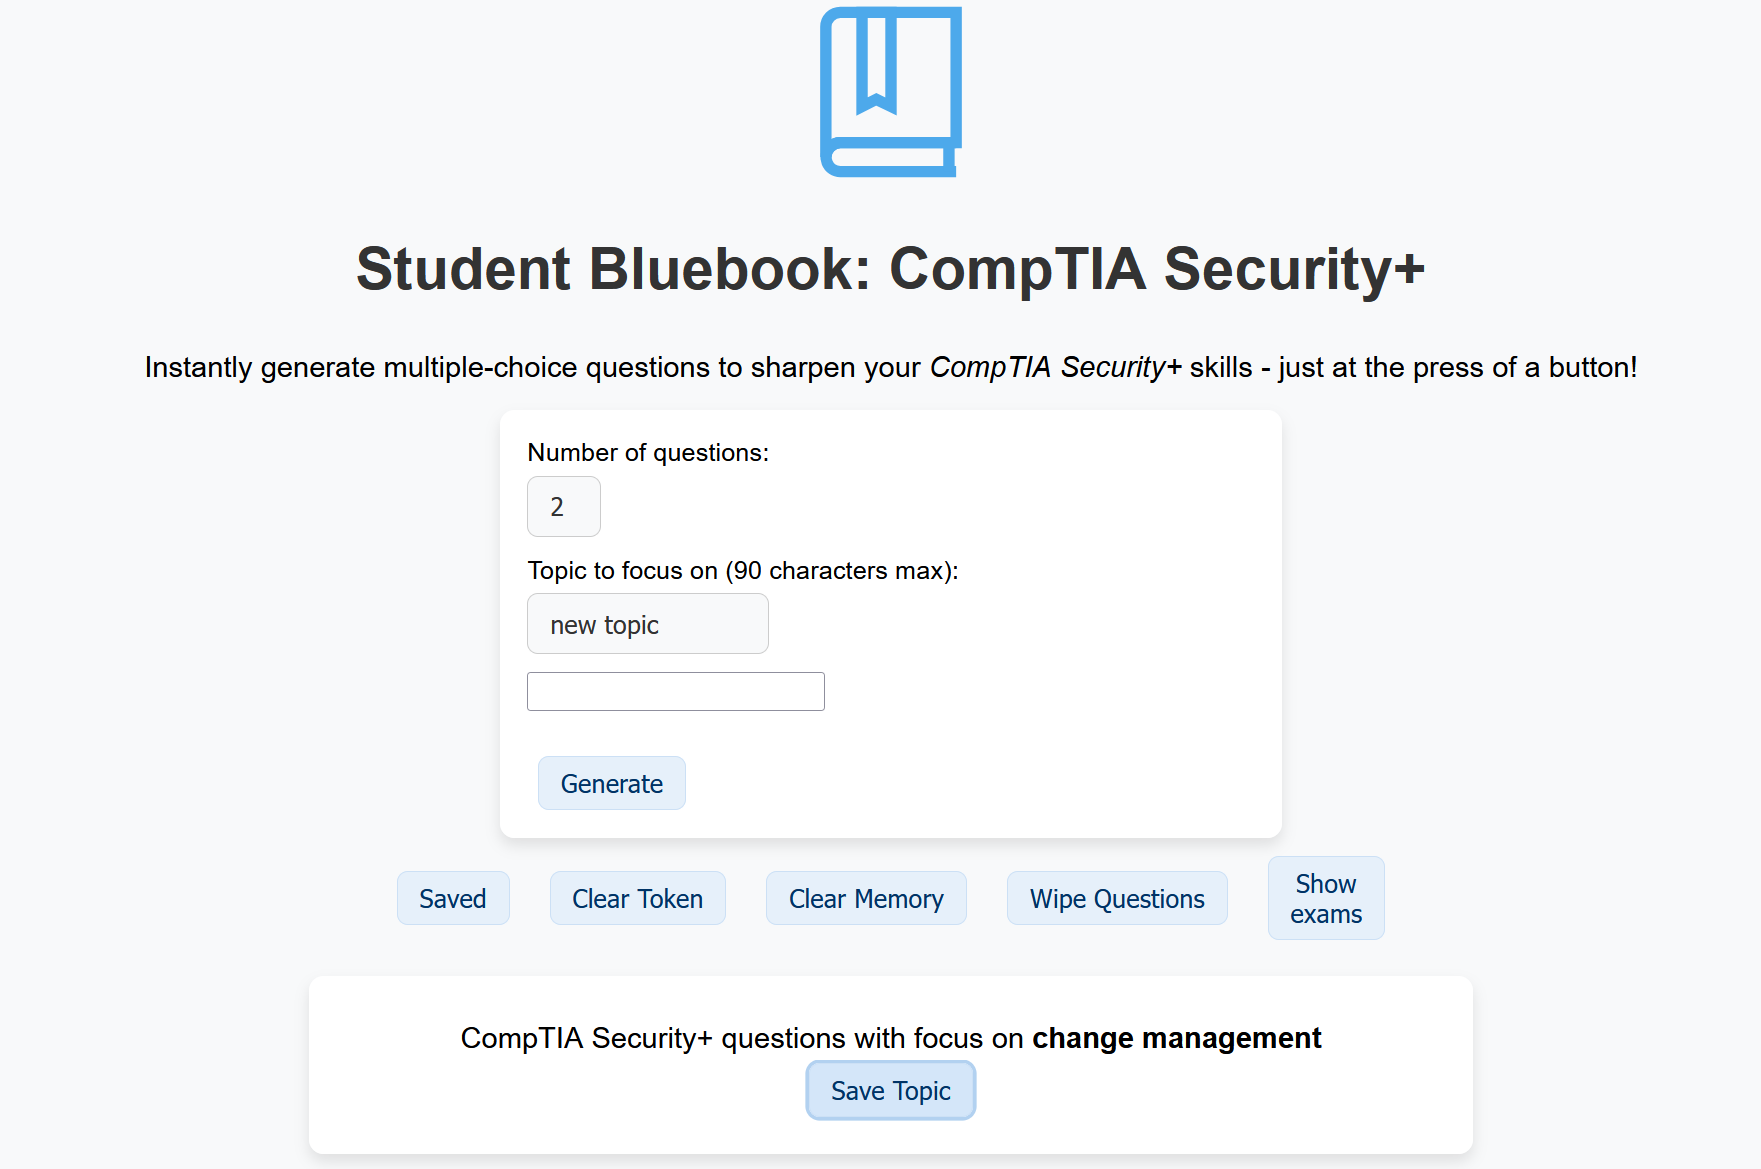 Student Bluebook: CompTIA Security+
Instantly generate multiple-choice questions to sharpen your CompTIA Security+ skills - just at the press of a button!
Number of questions:
2
Topic to focus on (90 characters max):
new topic
Generate
Saved
Clear Token
Clear Memory
Wipe Questions
Show
exams
CompTIA Security+ questions with focus on change management
Save Topic